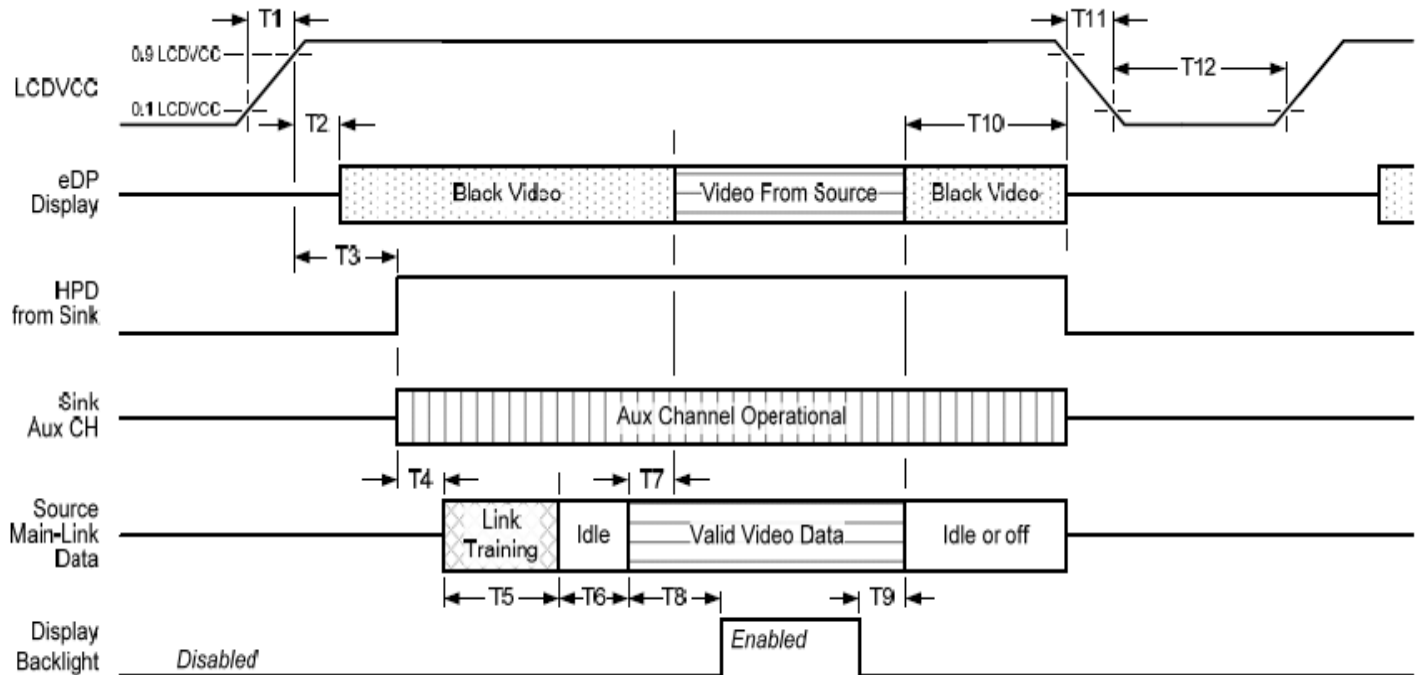 T1
T11
0.9 LCDVCC
T12
LCDVCC
0.1 LCDVCC
T2
T10
eDP
Display
Black Video
Video From Source
Black Video
T3
HPD
from Sink
Sink
Aux CH
Aux Channel Operational
T4
T7
Source
Main-Link
Data
Link
Training
Idle
Valid Video Data
Idle or off
T5
T6
T8
T9
Display
Backlight
Disabled
Enabled